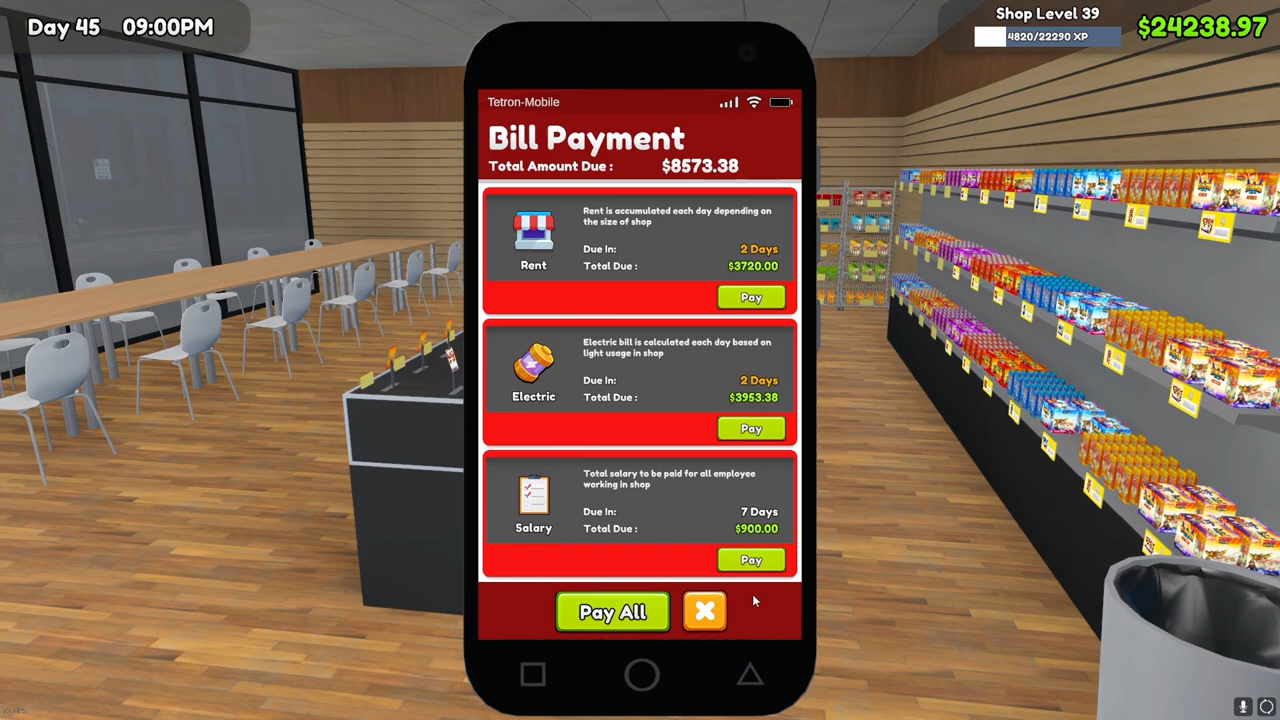 Day 45 09:00PM
Shop Level 39
$24238.97
4820/22290 XP
Tetron-Mobile
Bill Payment
Total Amount Due : $8573.38
Rent is accumulated each day depending on
the size of shop
Due In: 2 Days
Rent
Total Due : $3720.00
Pay
Electric bill is calculated each day based on
light usage in shop
Due In: 2 Days
Electric
Total Due : $3953.38
Pay
Total salary to be paid for all employee
working in shop
Due In: 7 Days
Salary
Total Due : $900.00
Pay
Pay All